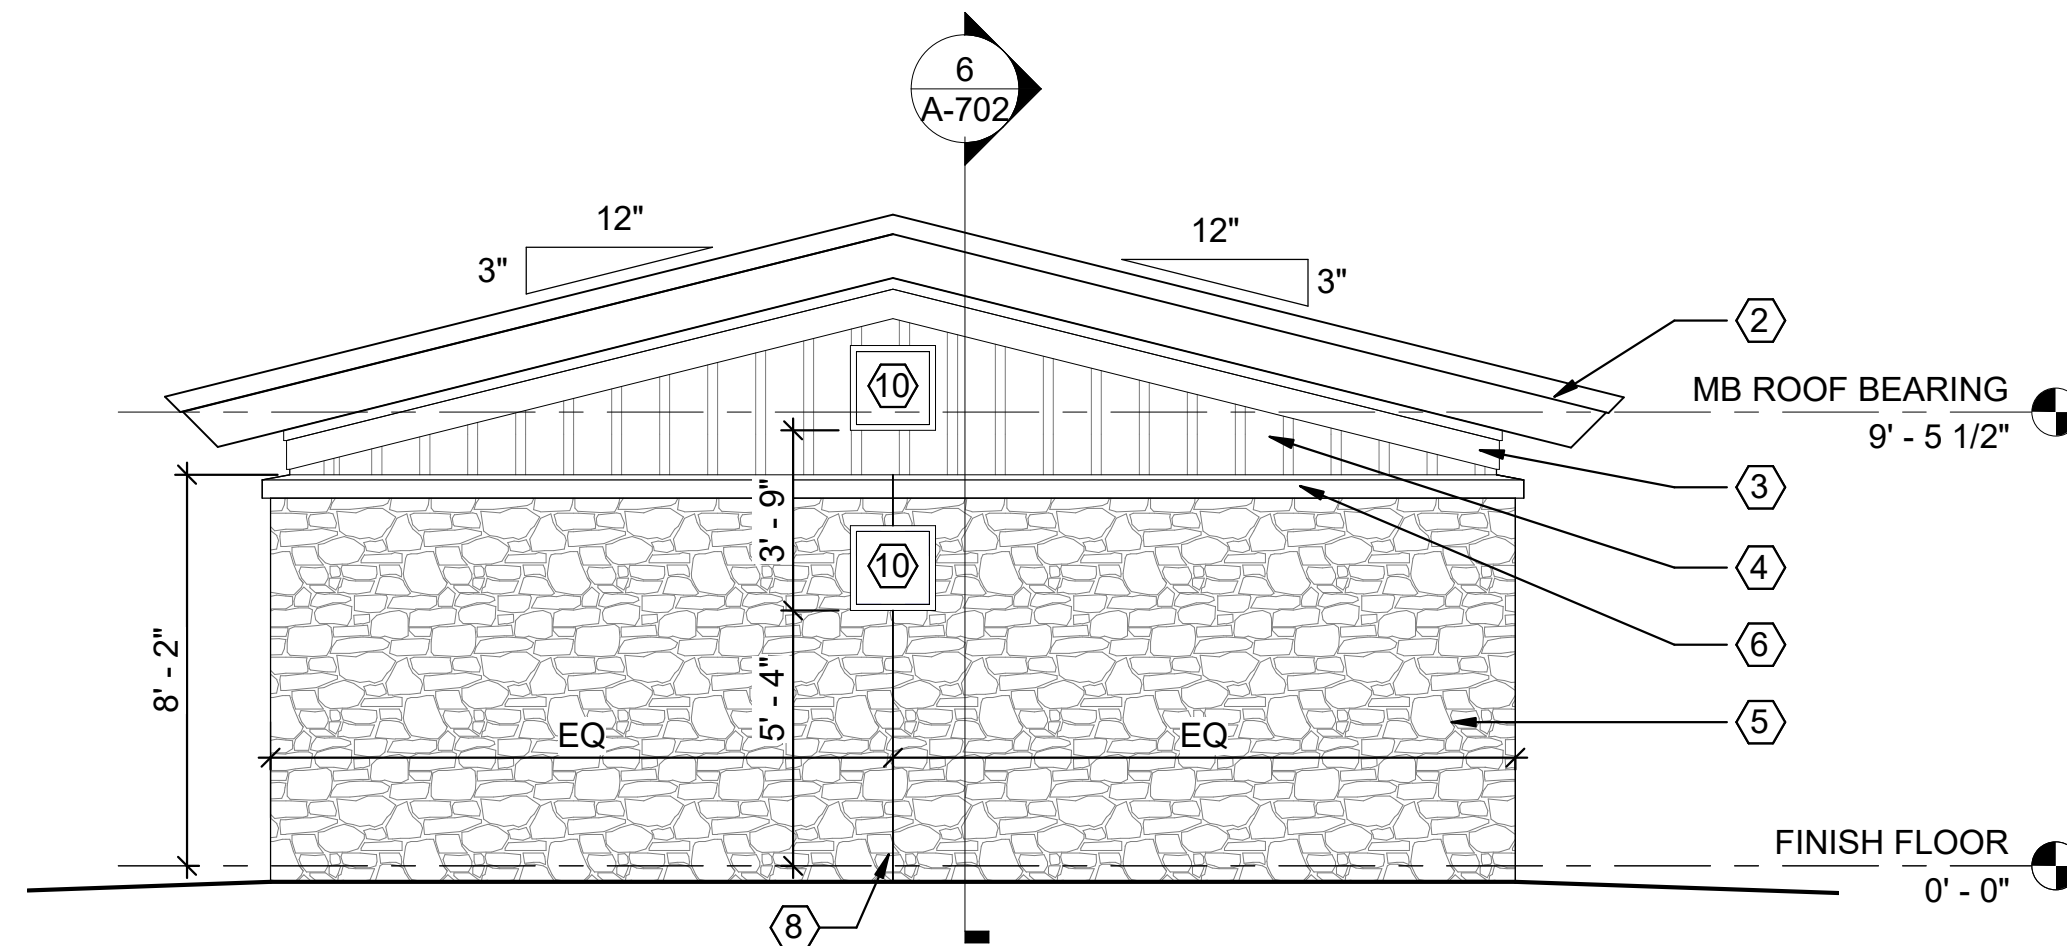 6
A-702
12"
3"
12"
3"
2
10
MB ROOF BEARING
9' - 5 1/2"
3
3' - 9"
10
4
6
8' - 2"
5' - 4"
5
EQ
EQ
FINISH FLOOR
0' - 0"
8